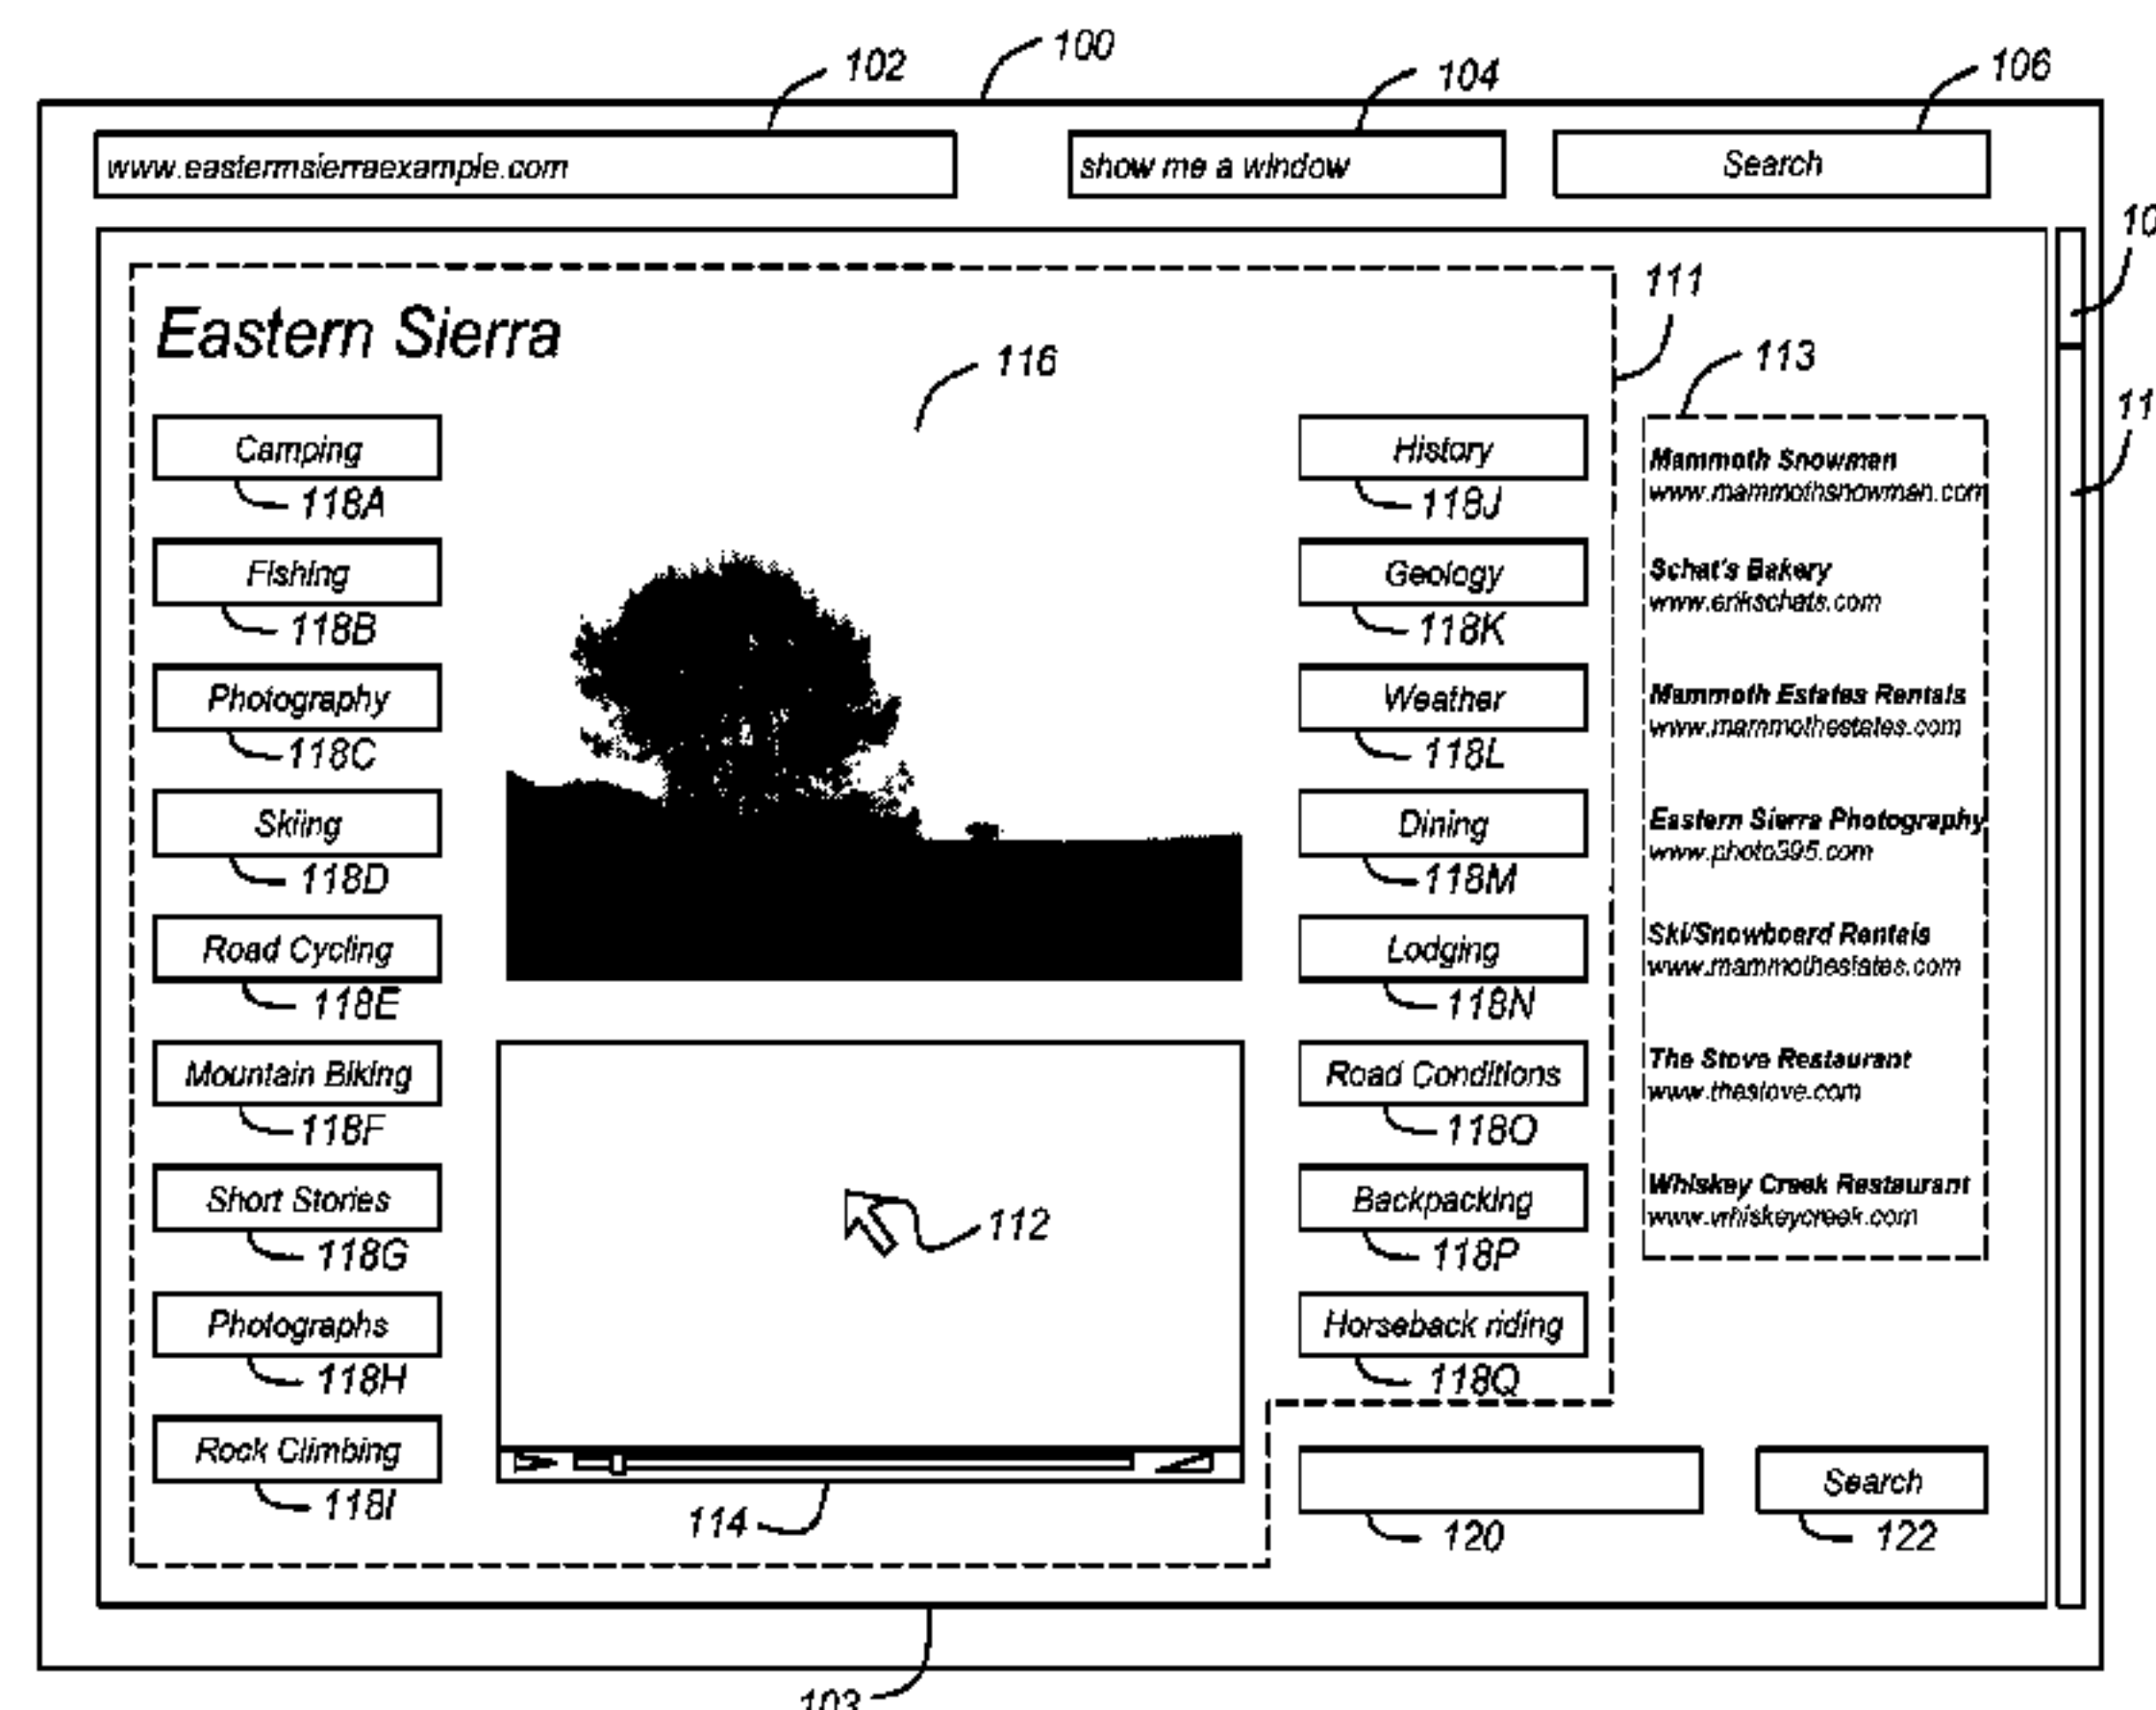 100
102
104
106
www.easternsierraexample.com
show me a window
Search
10
111
Eastern Sierra
116
113
11
Camping
History
Mammoth Snowman
www.mammothsnowman.com
118A
118J
Fishing
Geology
Schat's Bakery
www.erikschats.com
118B
118K
Photography
Weather
Mammoth Estates Rentals
www.mammothestates.com
118C
118L
Skiing
Dining
Eastern Sierra Photography
www.photo395.com
118D
118M
Road Cycling
Lodging
Ski/Snowboard Rentals
www.mammothestates.com
118E
118N
Mountain Biking
Road Conditions
The Stove Restaurant
www.thestove.com
118F
118O
Short Stories
Backpacking
Whiskey Creek Restaurant
www.whiskeycreek.com
112
118G
118P
Photographs
Horseback riding
118H
118Q
Rock Climbing
Search
118I
114
120
122
103